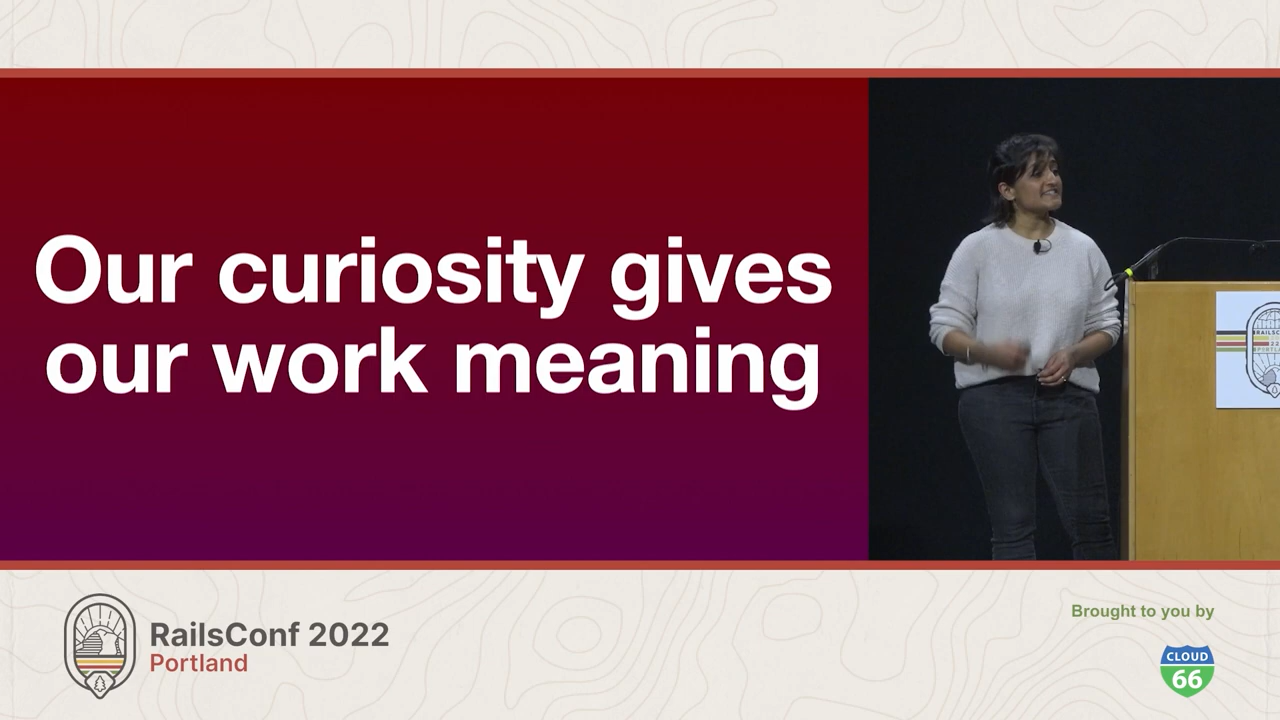 Our curiosity gives
our work meaning
RailsConf 2022
Portland
Brought to you by
CLOUD
66